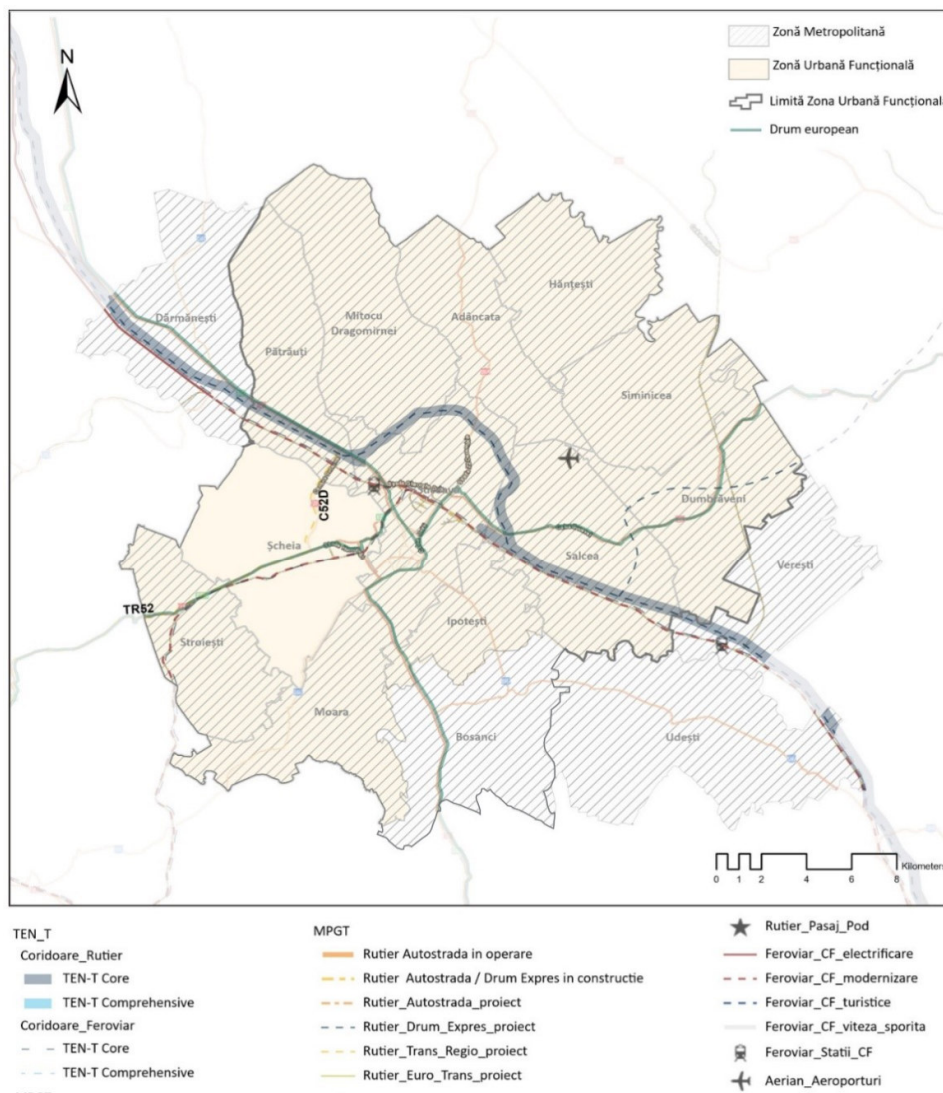 N
Zonă Metropolitană
Zonă Urbană Funcțională
Limită Zona Urbană Funcțională
Drum european
Hănțești
Dărmănești
Mitocu
Dragomirnei
Adâncata
Pătrăuți
Siminicea
C52D
Dumbrăveni
Șcheia
Salcea
Verești
TR52
Ipotești
Stroiești
Moara
Bosanci
Udești
Kilometers
0 1 2 4 6 8
TEN_T
Coridoare_Rutier
TEN-T Core
TEN-T Comprehensive
Coridoare_Feroviar
TEN-T Core
TEN-T Comprehensive
MPGT
Rutier Autostrada in operare
Rutier Autostrada / Drum Expres in constructie
Rutier_Autostrada_proiect
Rutier_Drum_Expres_proiect
Rutier_Trans_Regio_proiect
Rutier_Euro_Trans_proiect
Rutier_Pasaj_Pod
Feroviar_CF_electrificare
Feroviar_CF_modernizare
Feroviar_CF_turistice
Feroviar_CF_viteza_sporita
Feroviar_Statii_CF
Aerian_Aeroporturi